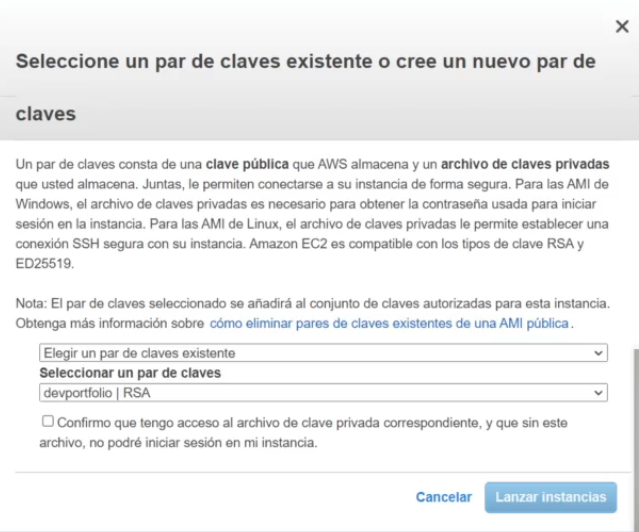 Seleccione un par de claves existente o cree un nuevo par de
claves
Un par de claves consta de una clave pública que AWS almacena y un archivo de claves privadas
que usted almacena. Juntas, le permiten conectarse a su instancia de forma segura. Para las AMI de
Windows, el archivo de claves privadas es necesario para obtener la contraseña usada para iniciar
sesión en la instancia. Para las AMI de Linux, el archivo de claves privadas le permite establecer una
conexión SSH segura con su instancia. Amazon EC2 es compatible con los tipos de clave RSA y
ED25519.
Nota: El par de claves seleccionado se añadirá al conjunto de claves autorizadas para esta instancia.
Obtenga más información sobre cómo eliminar pares de claves existentes de una AMI pública.
Elegir un par de claves existente
Seleccionar un par de claves
devportfolio | RSA
Confirmo que tengo acceso al archivo de clave privada correspondiente, y que sin este
archivo, no podré iniciar sesión en mi instancia.
Cancelar Lanzar instancias